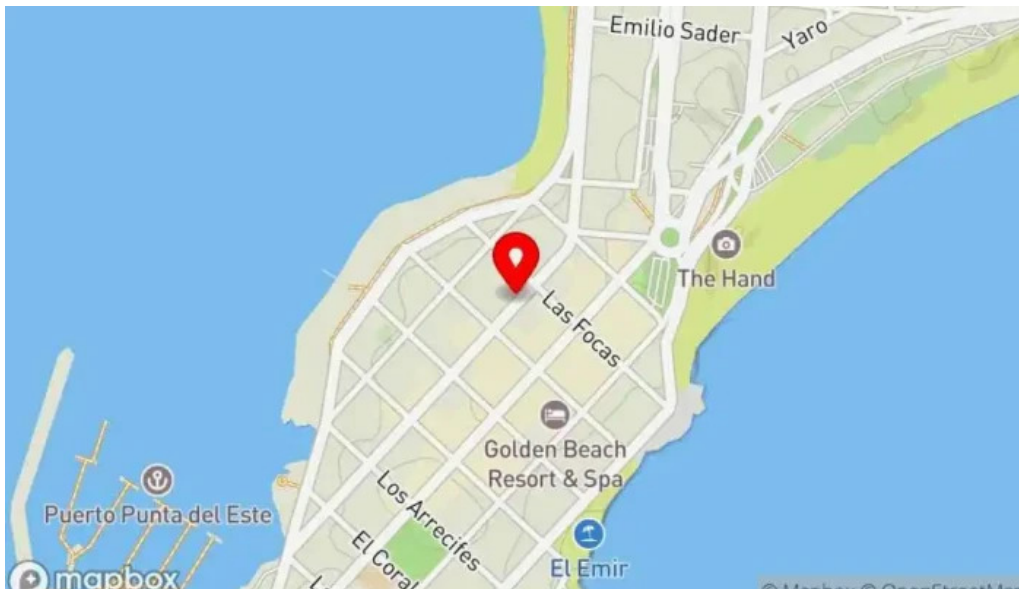 Emilio Sader
Yaro
The Hand
Las Focas
Golden Beach
Resort & Spa
Puerto Punta del Este
Los Arrecifes
El Coral
El Emir
mapbox